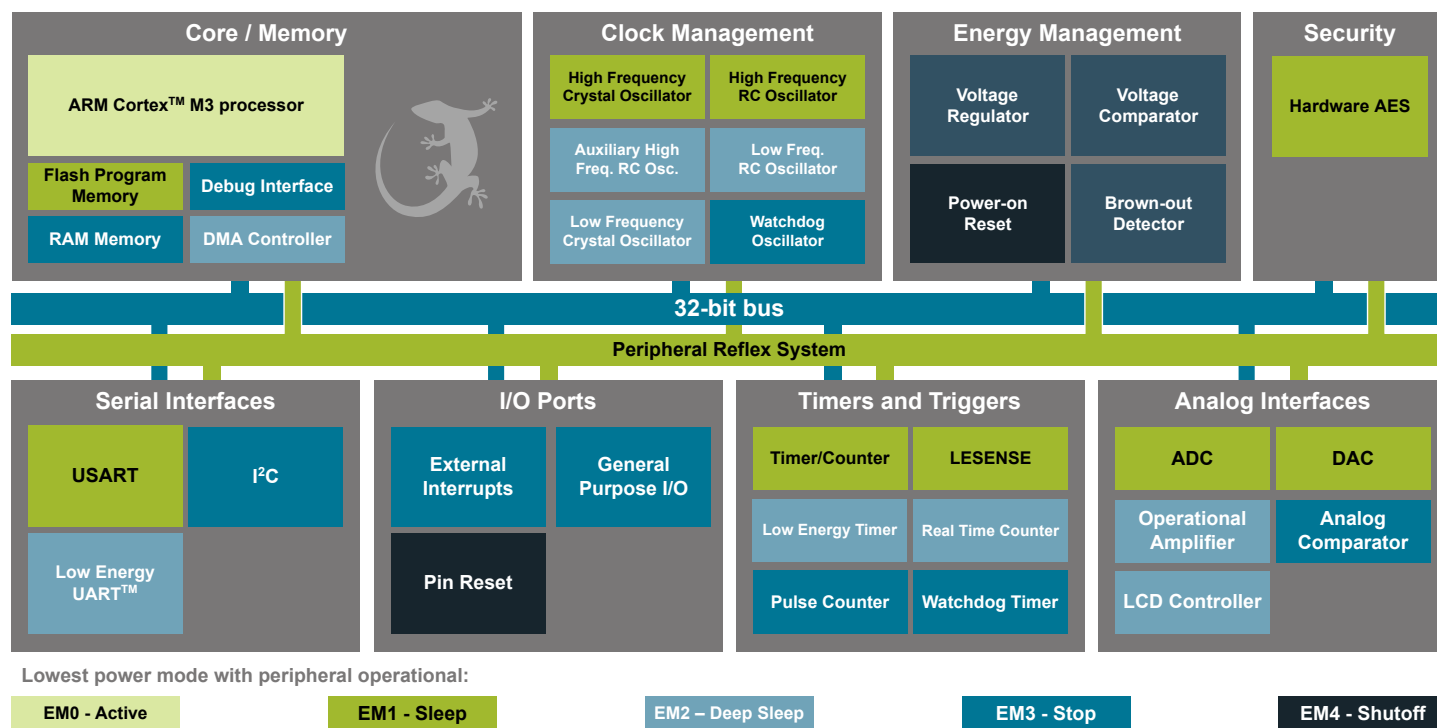 Core / Memory
ARM Cortex™ M3 processor
Flash Program
Memory
Debug Interface
RAM Memory
DMA Controller
Clock Management
High Frequency
Crystal Oscillator
High Frequency
RC Oscillator
Auxiliary High
Freq. RC Osc.
Low Freq.
RC Oscillator
Low Frequency
Crystal Oscillator
Watchdog
Oscillator
Energy Management
Voltage
Regulator
Voltage
Comparator
Power-on
Reset
Brown-out
Detector
Security
Hardware AES
32-bit bus
Peripheral Reflex System
Serial Interfaces
USART
I²C
Low Energy
UART™
I/O Ports
External
Interrupts
General
Purpose I/O
Pin Reset
Timers and Triggers
Timer/Counter
LESENSE
Low Energy Timer
Real Time Counter
Pulse Counter
Watchdog Timer
Analog Interfaces
ADC
DAC
Operational
Amplifier
Analog
Comparator
LCD Controller
Lowest power mode with peripheral operational:
EM0 - Active
EM1 - Sleep
EM2 – Deep Sleep
EM3 - Stop
EM4 - Shutoff